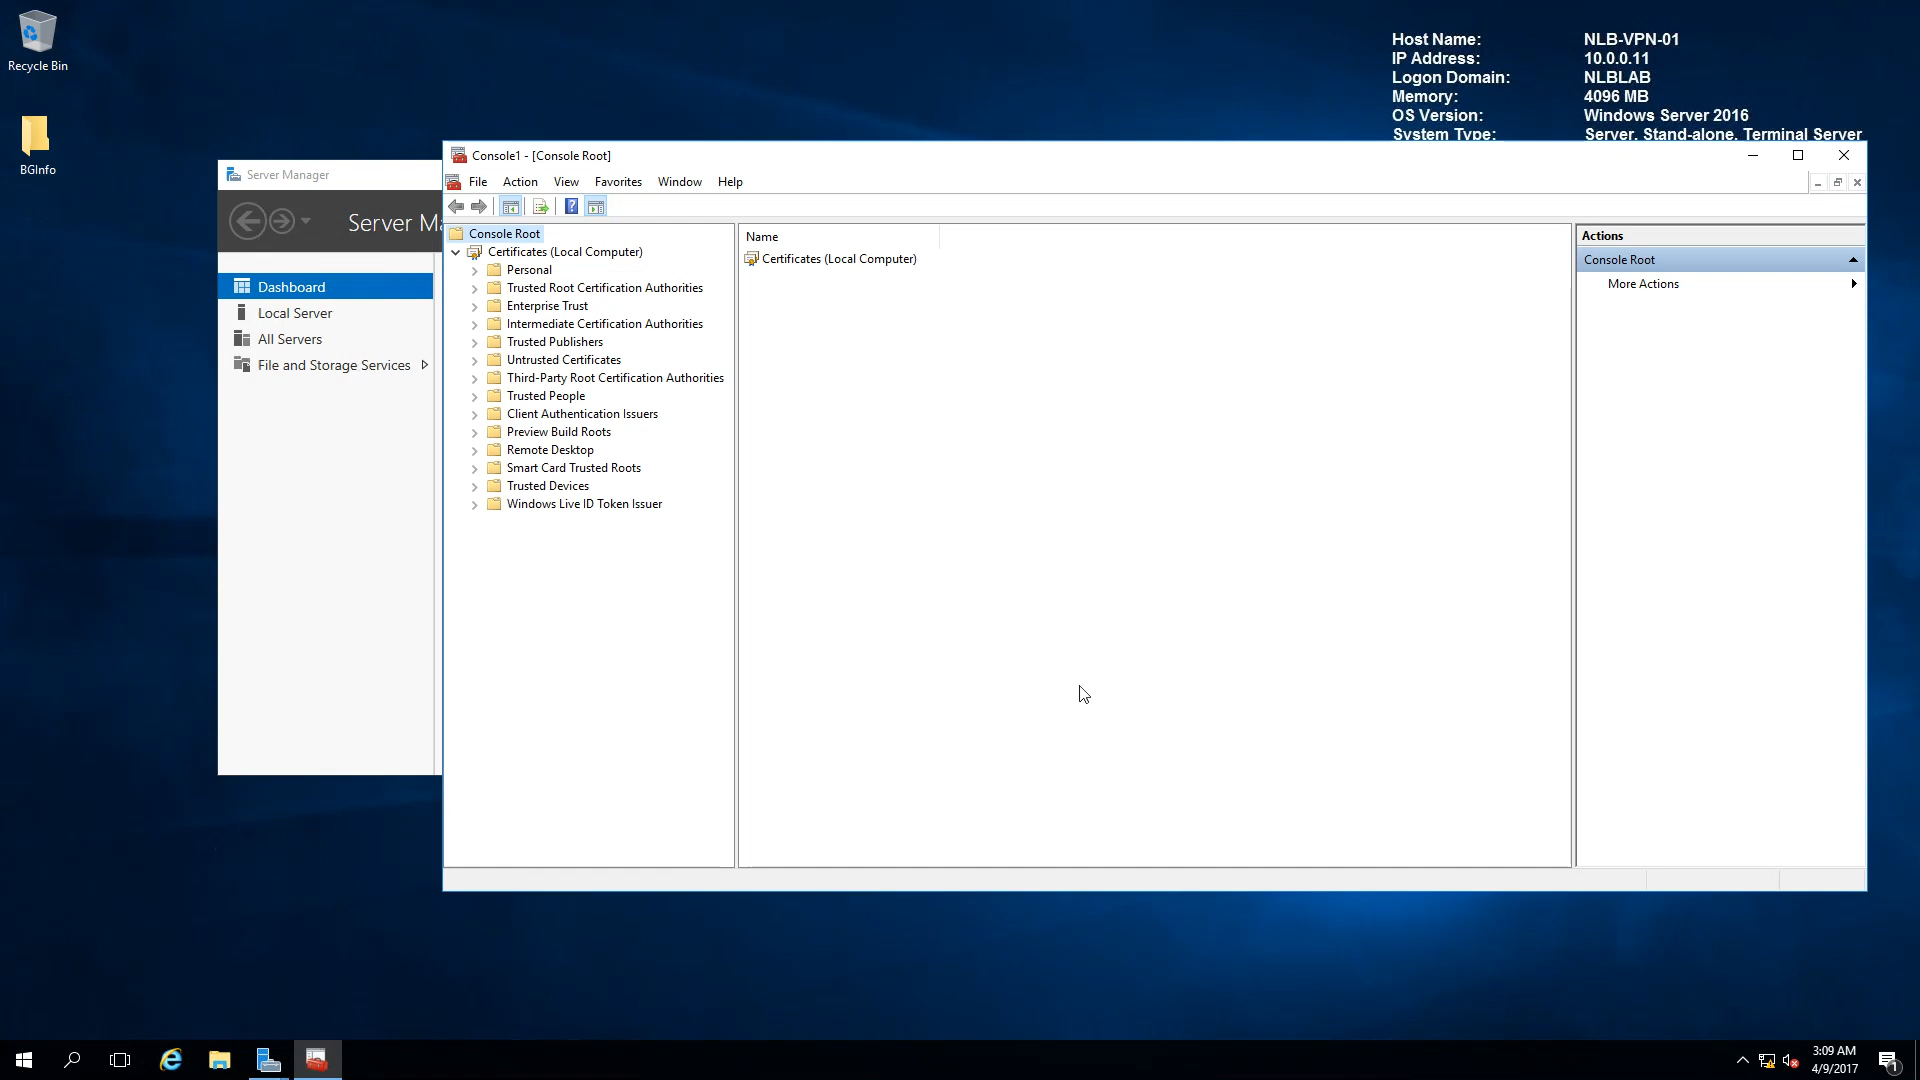 Recycle Bin
BGInfo
Host Name: NLB-VPN-01
IP Address: 10.0.0.11
Logon Domain: NLBLAB
Memory: 4096 MB
OS Version: Windows Server 2016
System Type: Server, Stand-alone, Terminal Server
Server Manager
Server Ma
Dashboard
Local Server
All Servers
File and Storage Services
Console1 - [Console Root]
File Action View Favorites Window Help
Console Root
Certificates (Local Computer)
Personal
Trusted Root Certification Authorities
Enterprise Trust
Intermediate Certification Authorities
Trusted Publishers
Untrusted Certificates
Third-Party Root Certification Authorities
Trusted People
Client Authentication Issuers
Preview Build Roots
Remote Desktop
Smart Card Trusted Roots
Trusted Devices
Windows Live ID Token Issuer
Name
Certificates (Local Computer)
Actions
Console Root
More Actions
3:09 AM
4/9/2017
1